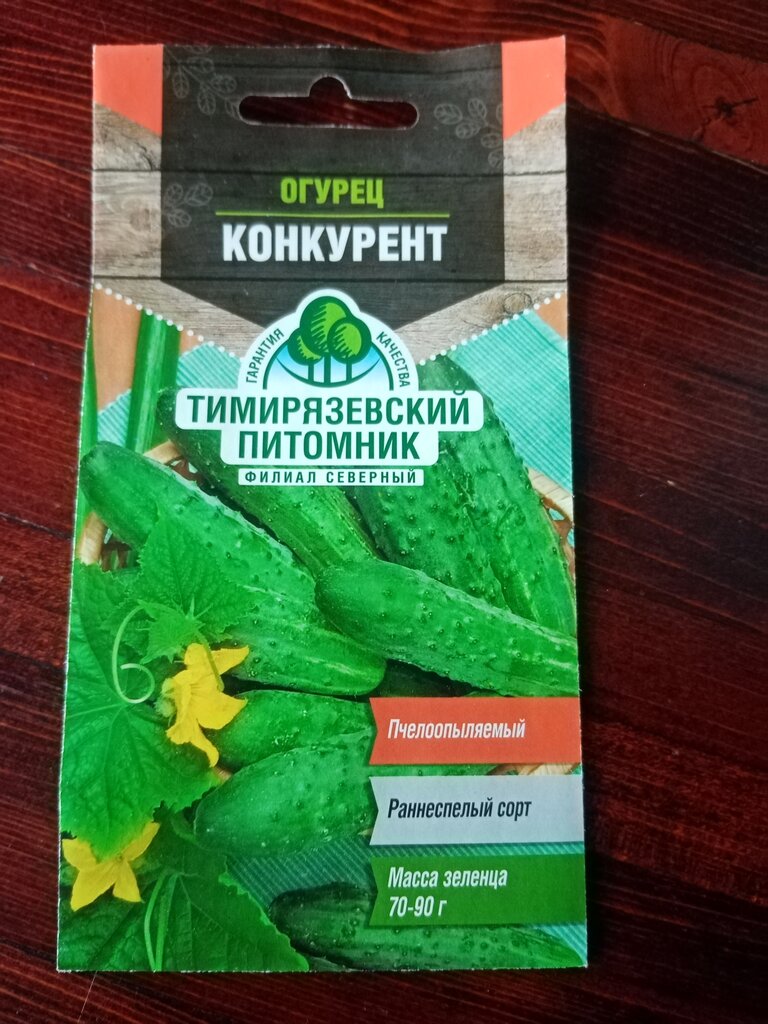 ОГУРЕЦ
КОНКУРЕНТ
ГАРАНТИЯ КАЧЕСТВА
ТИМИРЯЗЕВСКИЙ
ПИТОМНИК
ФИЛИАЛ СЕВЕРНЫЙ
Пчелоопыляемый
Раннеспелый сорт
Масса зеленца
70-90 г